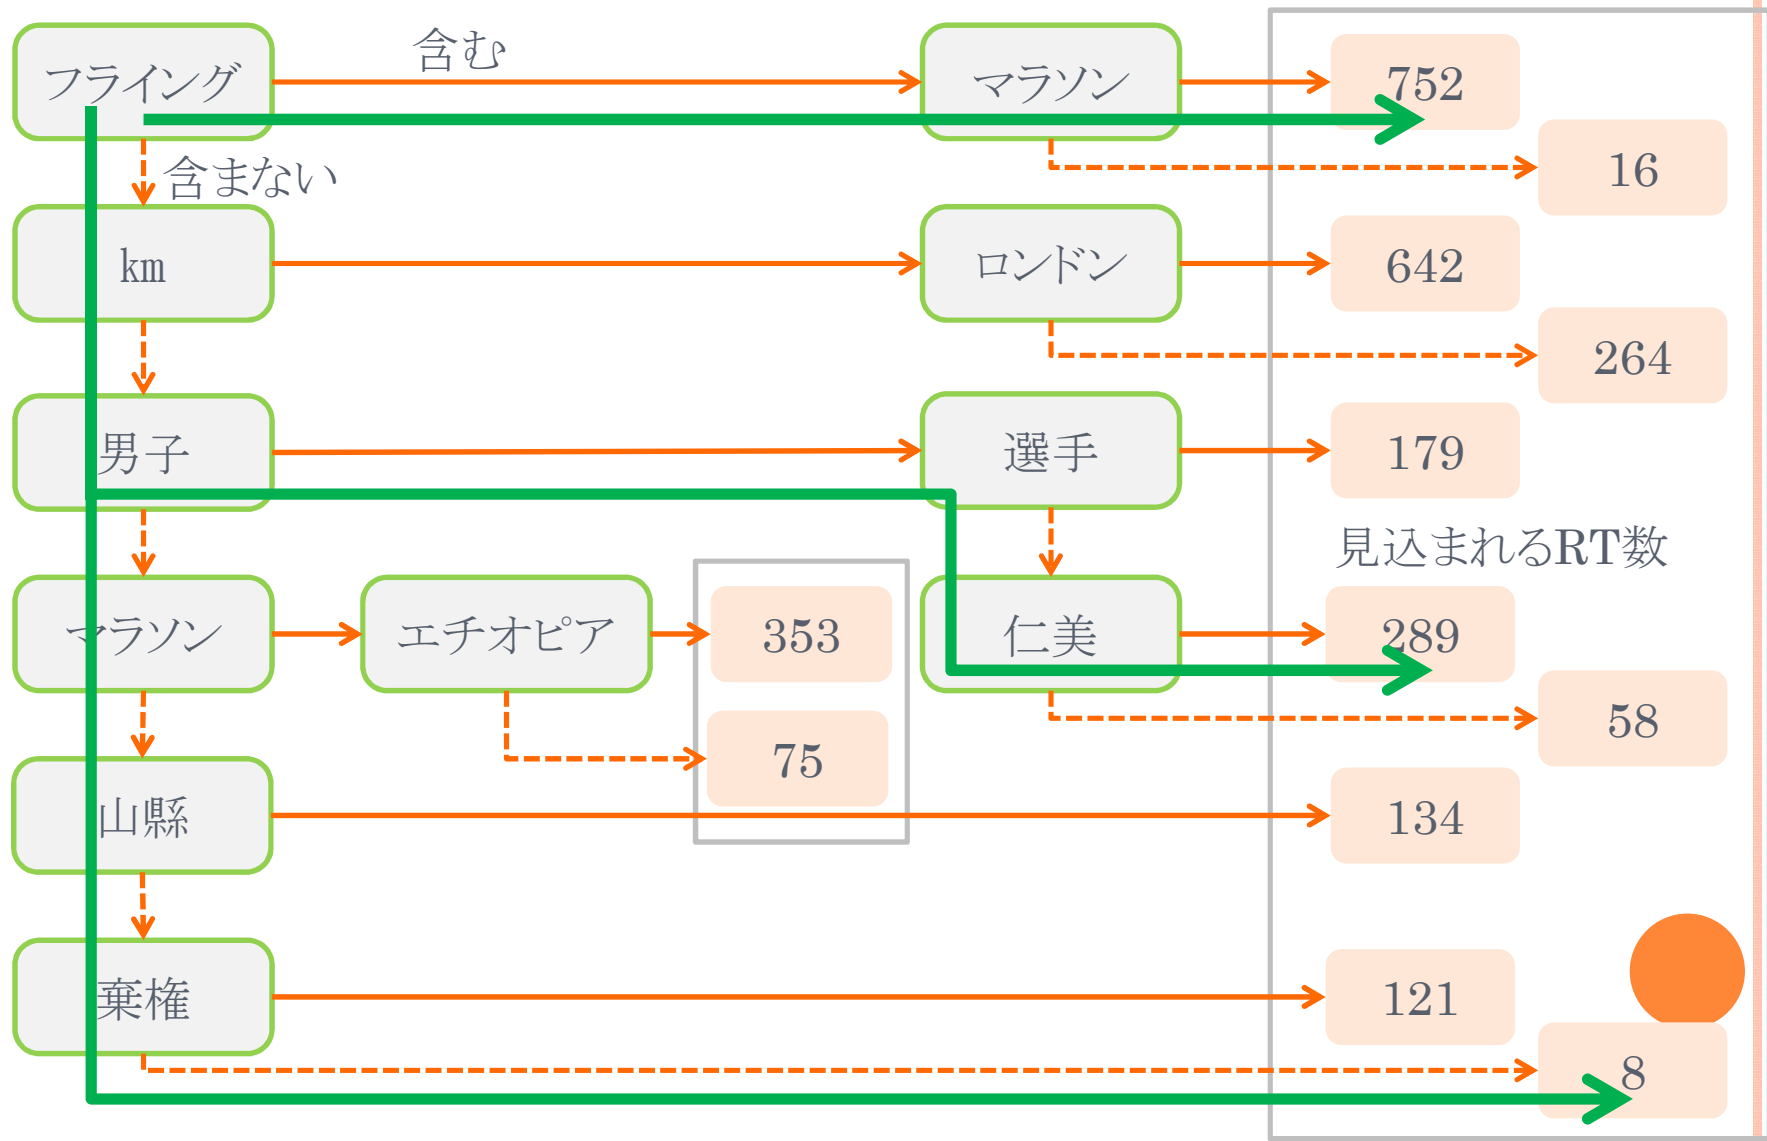 フライング
含む
マラソン
752
16
含まない
km
ロンドン
642
264
男子
選手
179
見込まれるRT数
マラソン
エチオピア
353
仁美
289
75
58
山縣
134
棄権
121
8